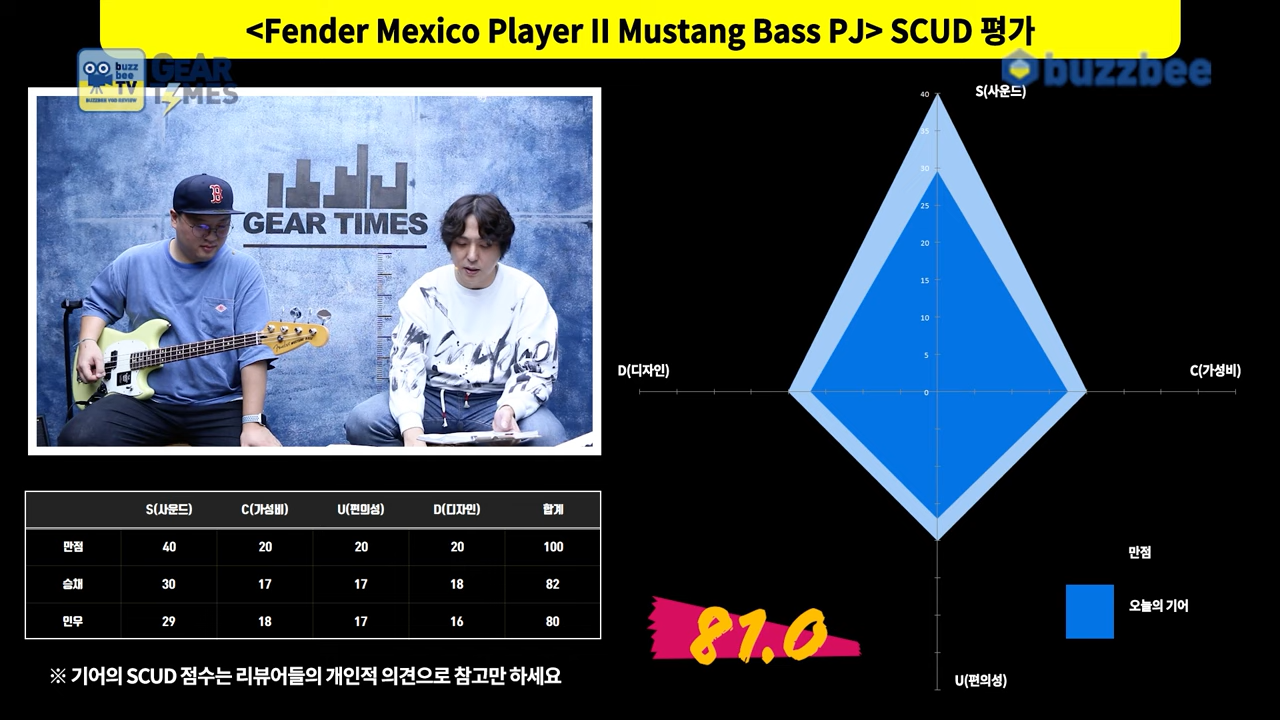 <Fender Mexico Player II Mustang Bass PJ> SCUD 평가
buzz
bee
TV
BUZZBEE YOU REVIEW
GEAR
TIMES
buzzbee
GEAR TIMES
B
S(사운드)
40
35
30
25
20
15
10
5
0
D(디자인)
C(가성비)
U(편의성)
만점
오늘의 기어
S(사운드) C(가성비) U(편의성) D(디자인) 합계
만점 40 20 20 20 100
승채 30 17 17 18 82
민우 29 18 17 16 80
81.0
※ 기어의 SCUD 점수는 리뷰어들의 개인적 의견으로 참고만 하세요